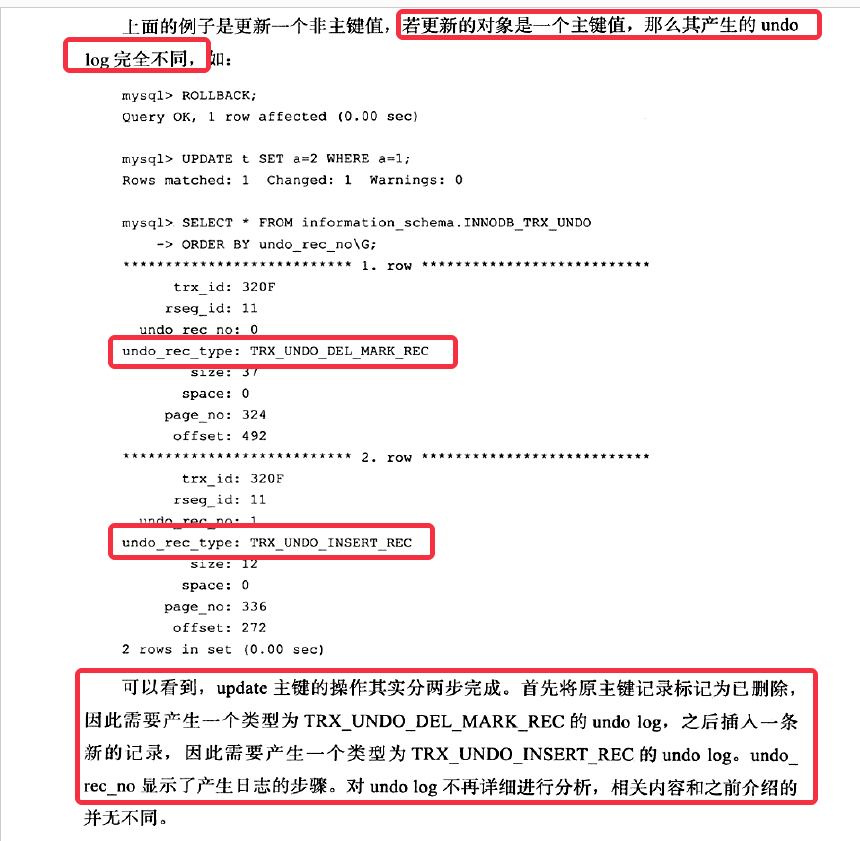 上面的例子是更新一个非主键值，若更新的对象是一个主键值，那么其产生的 undo
log 完全不同，如：
mysql> ROLLBACK;
Query OK, 1 row affected (0.00 sec)
mysql> UPDATE t SET a=2 WHERE a=1;
Rows matched: 1  Changed: 1  Warnings: 0
mysql> SELECT * FROM information_schema.INNODB_TRX_UNDO
-> ORDER BY undo_rec_no\G;
*************************** 1. row ***************************
trx_id: 320F
rseg_id: 11
undo_rec_no: 0
undo_rec_type: TRX_UNDO_DEL_MARK_REC
size: 37
space: 0
page_no: 324
offset: 492
*************************** 2. row ***************************
trx_id: 320F
rseg_id: 11
undo_rec_no: 1
undo_rec_type: TRX_UNDO_INSERT_REC
size: 12
space: 0
page_no: 336
offset: 272
2 rows in set (0.00 sec)
可以看到，update 主键的操作其实分两步完成。首先将原主键记录标记为已删除，
因此需要产生一个类型为 TRX_UNDO_DEL_MARK_REC 的 undo log，之后插入一条
新的记录，因此需要产生一个类型为 TRX_UNDO_INSERT_REC 的 undo log。undo_
rec_no 显示了产生日志的步骤。对 undo log 不再详细进行分析，相关内容和之前介绍的
并无不同。